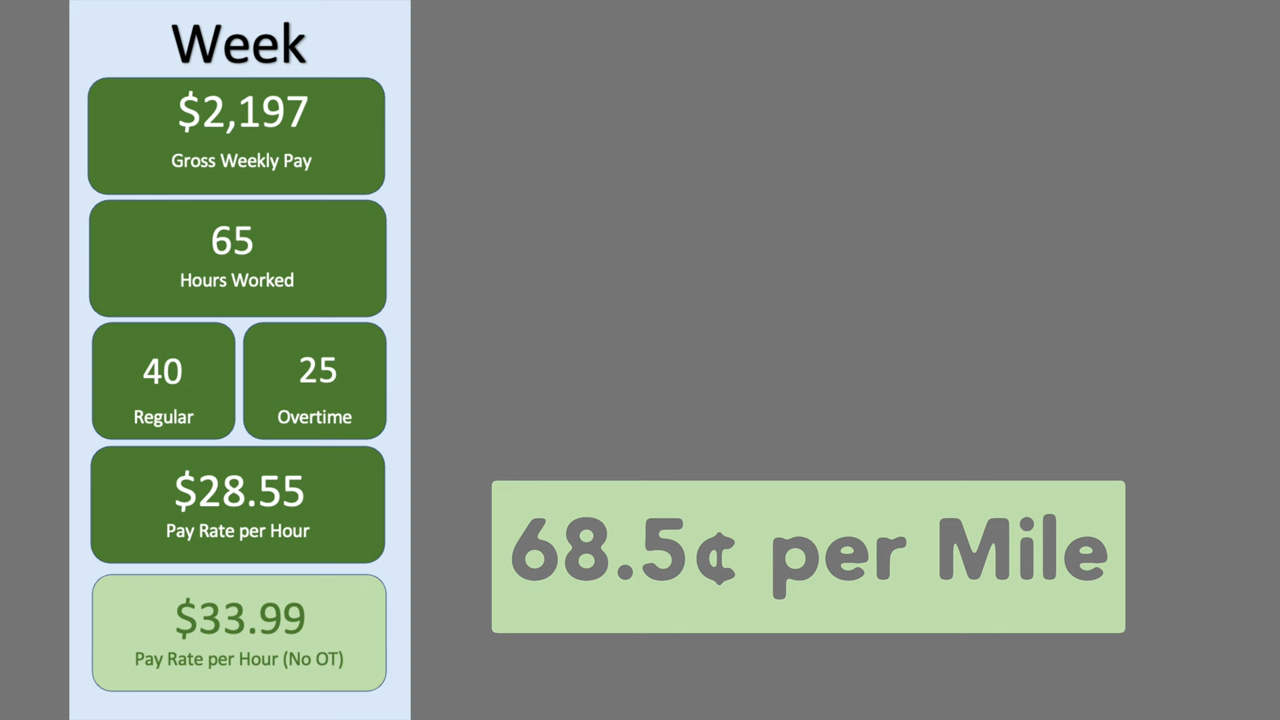 Week
$2,197
Gross Weekly Pay
65
Hours Worked
40
Regular
25
Overtime
$28.55
Pay Rate per Hour
$33.99
Pay Rate per Hour (No OT)
68.5¢ per Mile